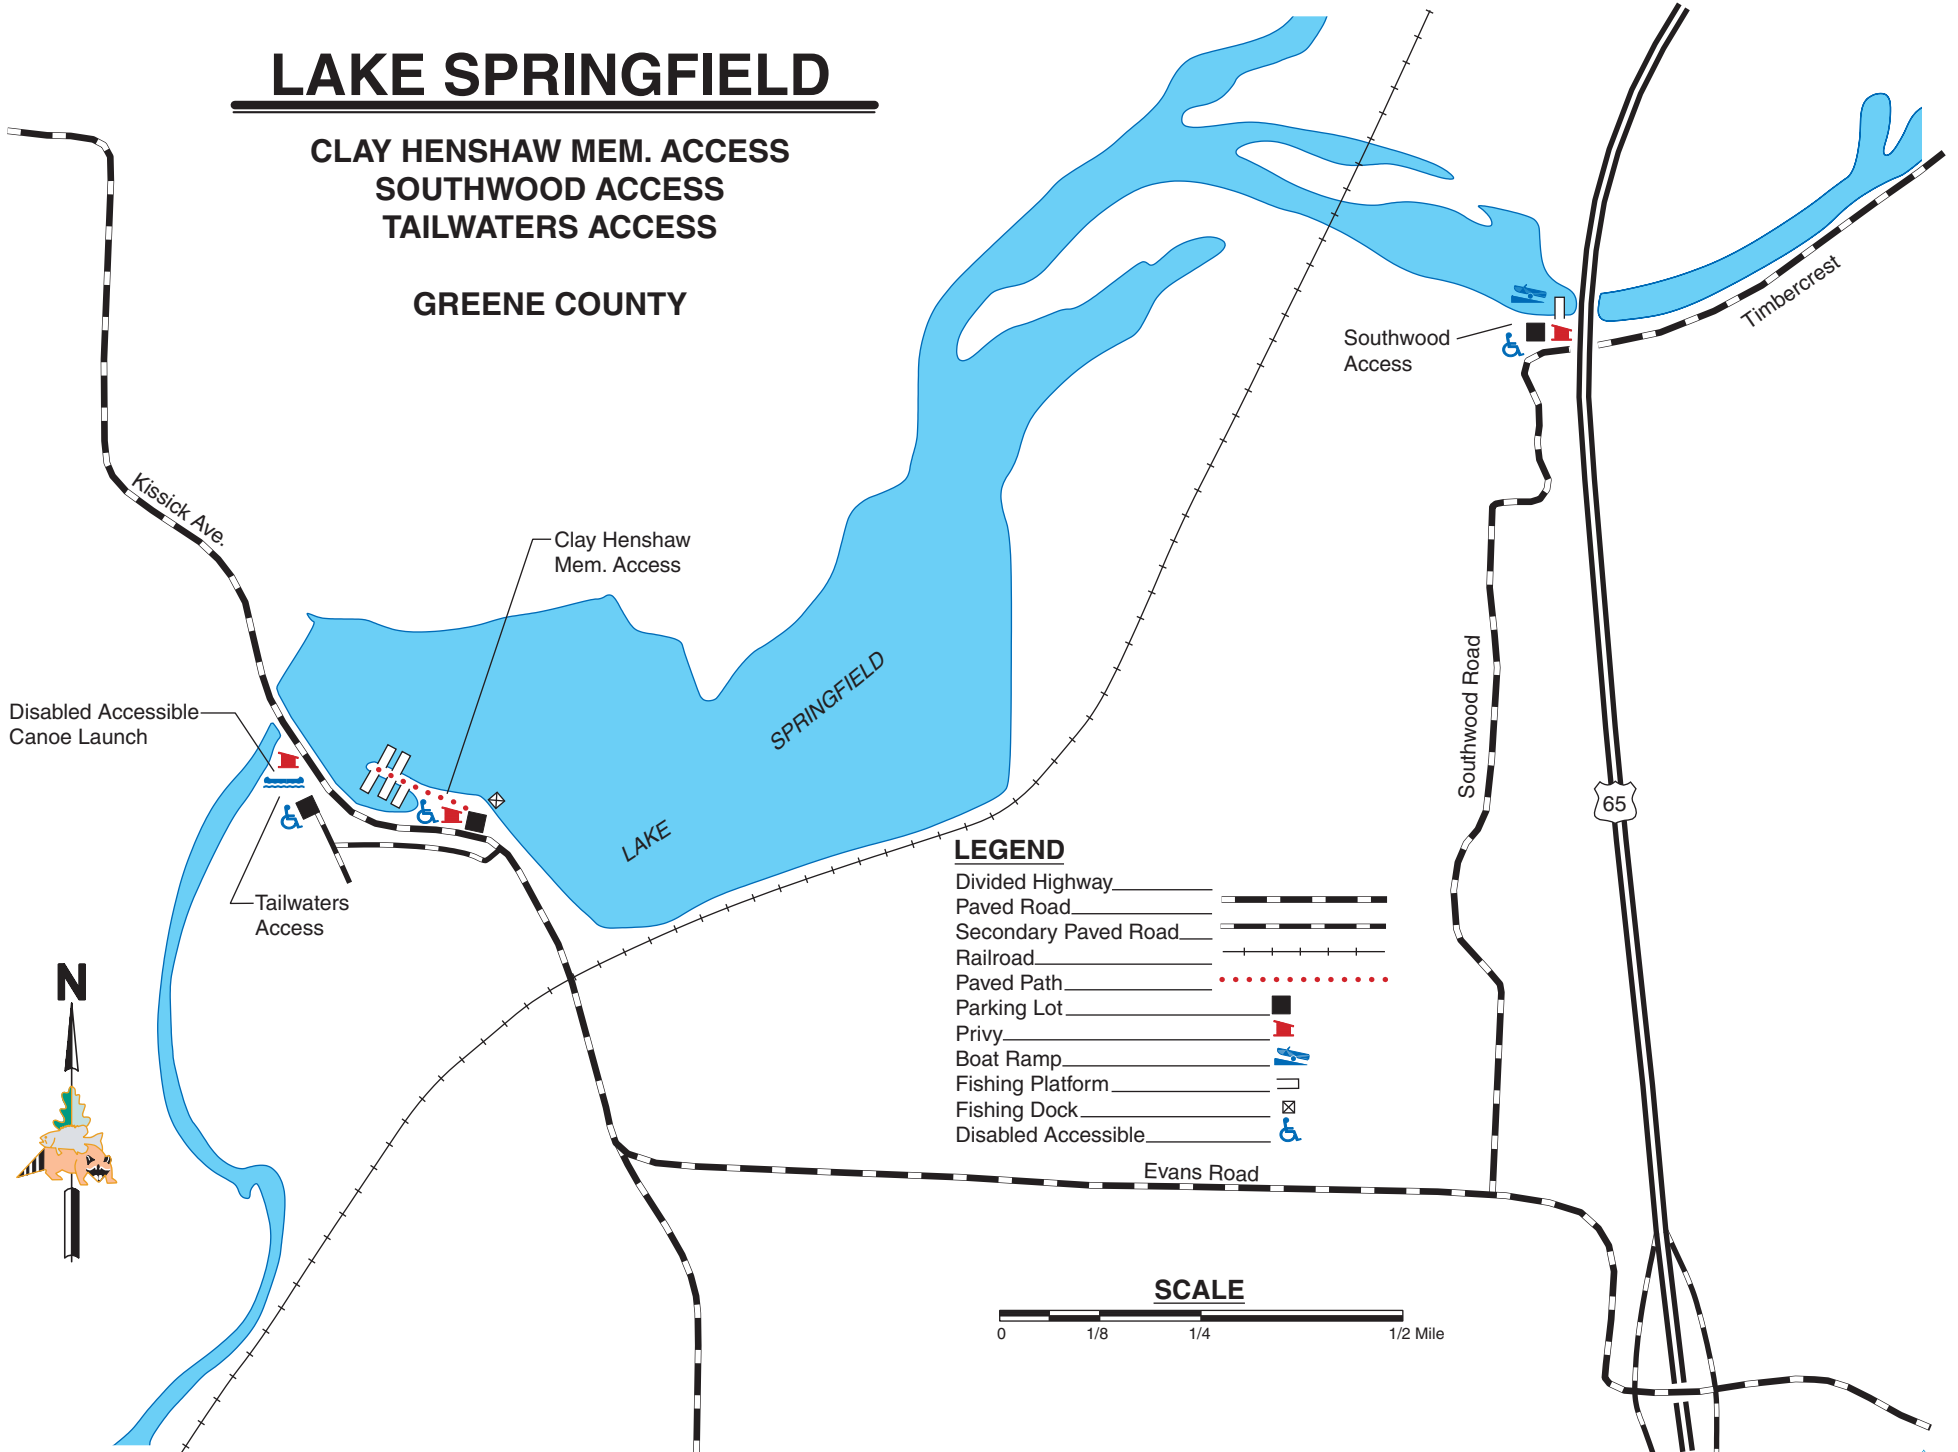 LAKE SPRINGFIELD
CLAY HENSHAW MEM. ACCESS
SOUTHWOOD ACCESS
TAILWATERS ACCESS
GREENE COUNTY
Timbercrest
Southwood
Access
Kissick Ave.
Clay Henshaw
Mem. Access
Southwood Road
SPRINGFIELD
LAKE
Disabled Accessible
Canoe Launch
65
Tailwaters
Access
N
LEGEND
Divided Highway
Paved Road
Secondary Paved Road
Railroad
Paved Path
Parking Lot
Privy
Boat Ramp
Fishing Platform
Fishing Dock
Disabled Accessible
Evans Road
SCALE
0 1/8 1/4 1/2 Mile